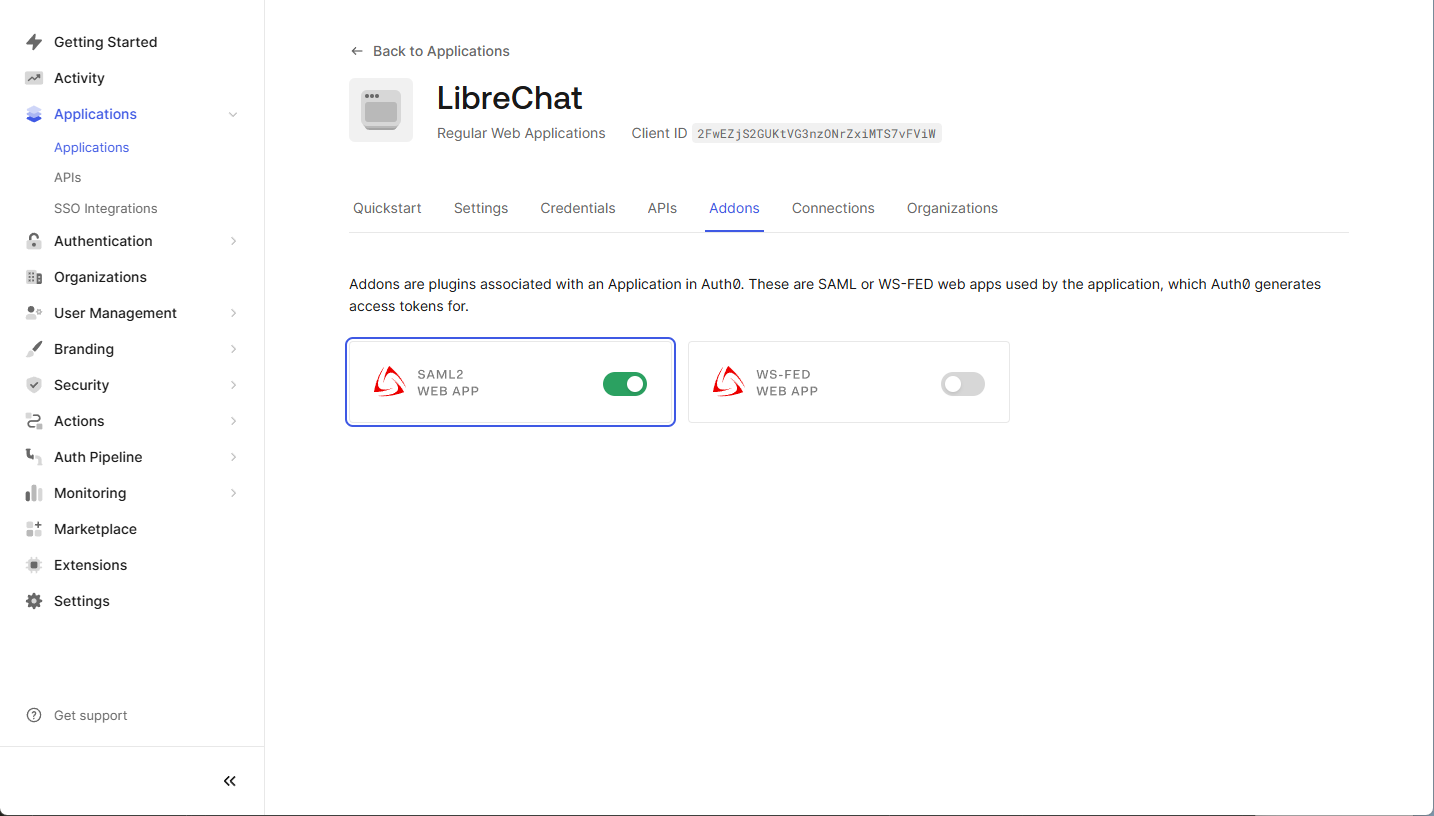 Getting Started
Activity
Applications
Applications
APIs
SSO Integrations
Authentication
Organizations
User Management
Branding
Security
Actions
Auth Pipeline
Monitoring
Marketplace
Extensions
Settings
Get support
Back to Applications
LibreChat
Regular Web Applications Client ID 2FwEZjS2GUKtVG3nzONrZxiMTS7vFViW
Quickstart Settings Credentials APIs Addons Connections Organizations
Addons are plugins associated with an Application in Auth0. These are SAML or WS-FED web apps used by the application, which Auth0 generates
access tokens for.
SAML2
WEB APP
WS-FED
WEB APP